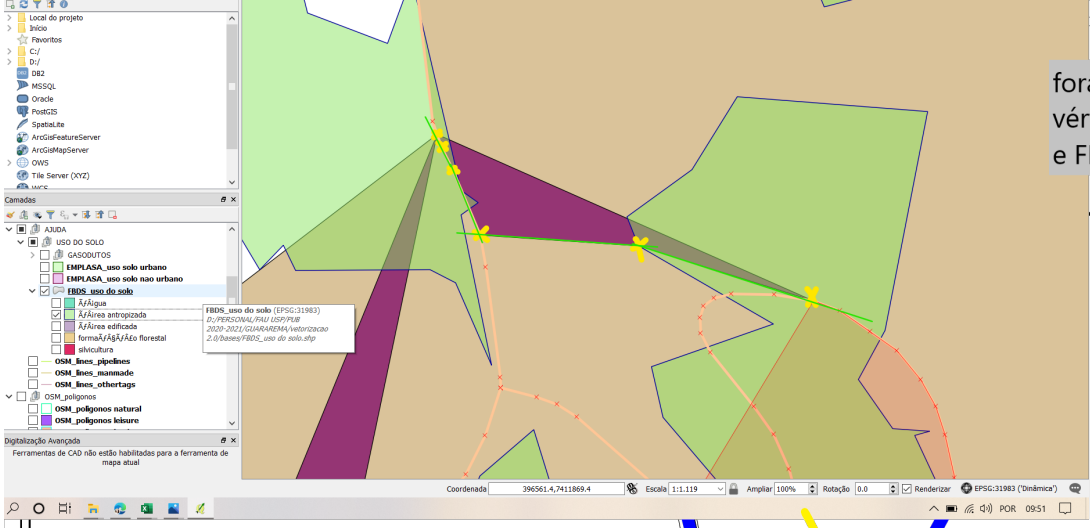 Local do projeto
Início
Favoritos
C:/
D:/
DB2
MSSQL
Oracle
PostGIS
SpatiaLite
ArcGisFeatureServer
ArcGisMapServer
OWS
Tile Server (XYZ)
WCS
Camadas
AJUDA
USO DO SOLO
GASODUTOS
EMPLASA_uso solo urbano
EMPLASA_uso solo nao urbano
FBDS_uso do solo
ÃƒÂigua
ÃƒÂirea antropizada
ÃƒÂirea edificada
formaÃƒÂ§ÃƒÂ£o florestal
silvicultura
OSM_lines_pipelines
OSM_lines_manmade
OSM_lines_othertags
OSM_poligonos
OSM_poligonos natural
OSM_poligonos leisure
FBDS_uso do solo (EPSG:31983)
D:/PERSONAL/FAU USP/PUB
2020-2021/GUARAREMA/vetorizacao
2.0/bases/FBDS_uso do solo.shp
Digitalização Avançada
Ferramentas de CAD não estão habilitadas para a ferramenta de
mapa atual
fora
vér
e F
Coordenada 396561.4,7411869.4 Escala 1:1.119 Ampliar 100% Rotação 0.0 Renderizar EPSG:31983 ('Dinâmica')
POR 09:51